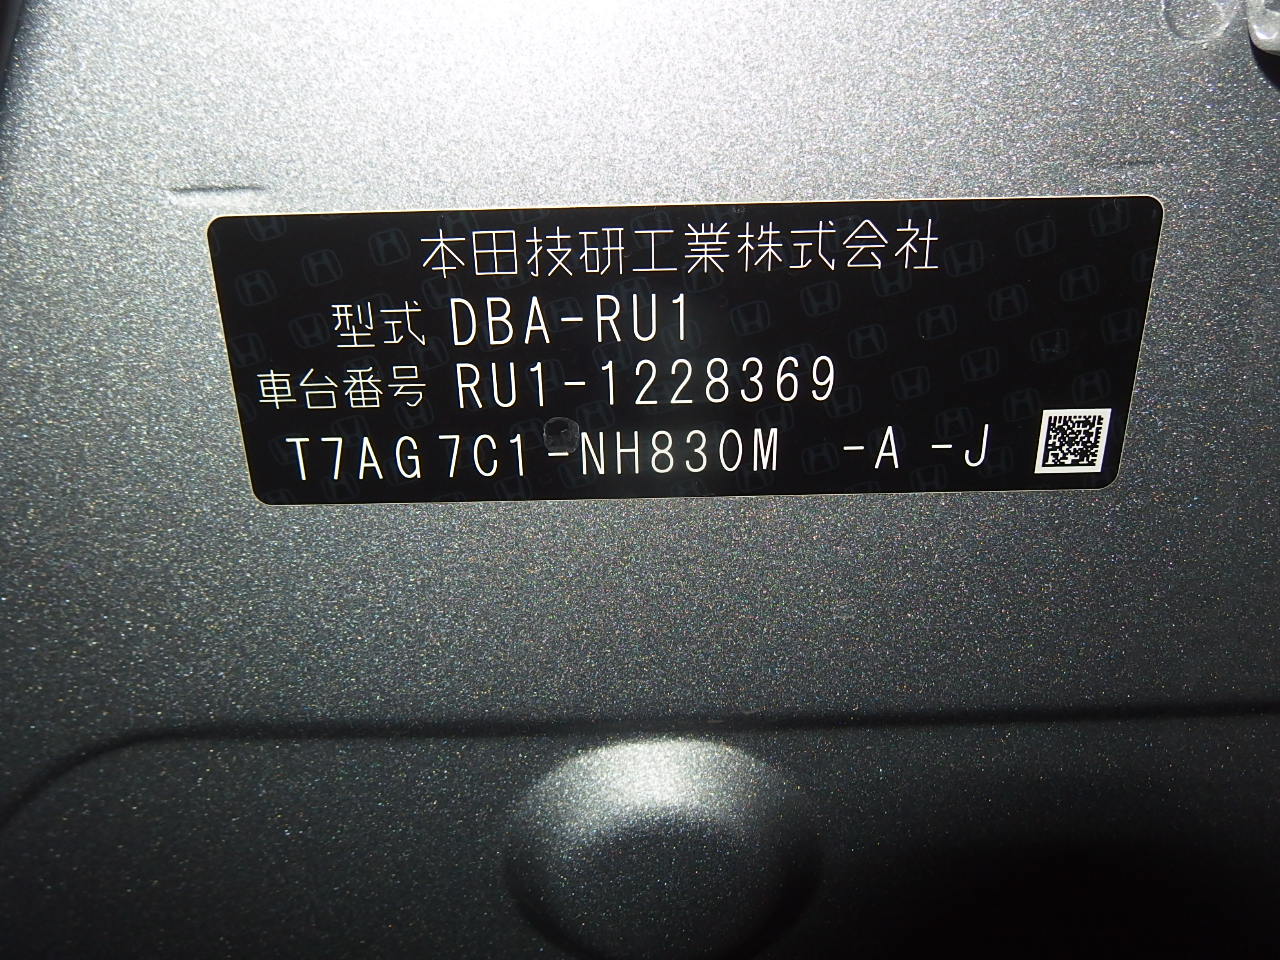 本田技研工業株式会社
型式 DBA-RU1
車台番号 RU1-1228369
T7AG7C1-NH830M -A -J